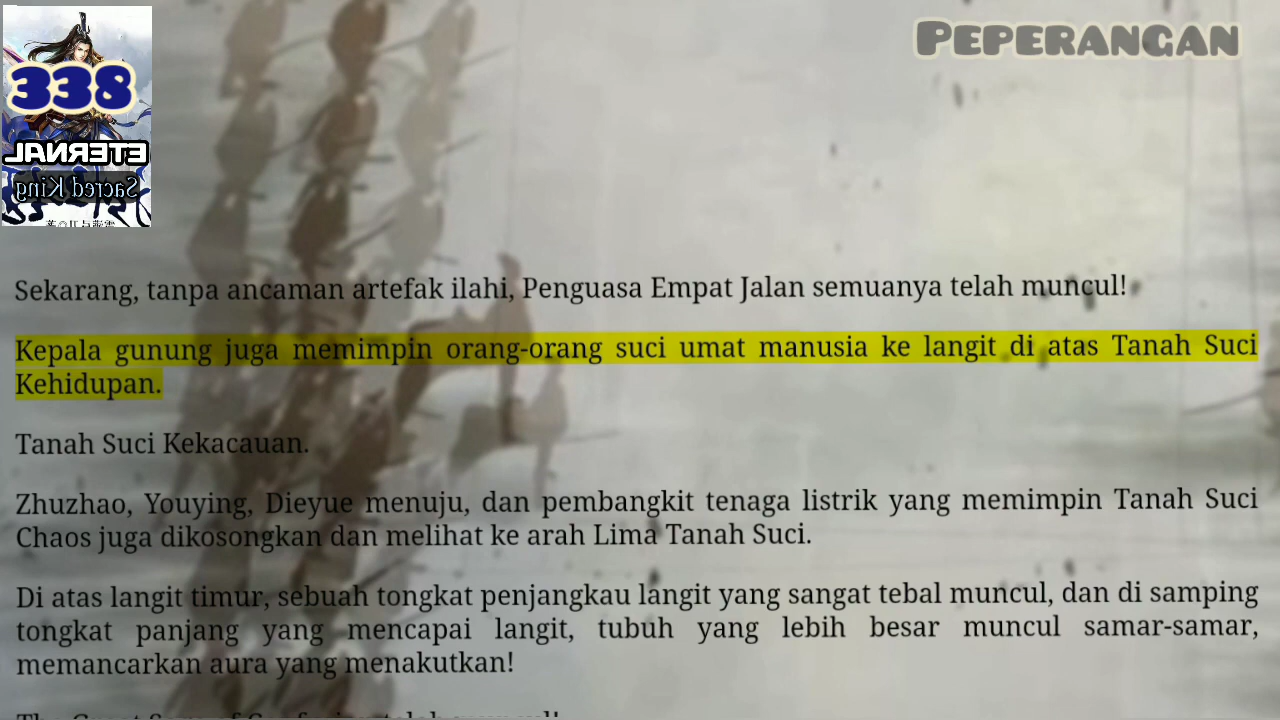 338
ETERNAL
Sacred King
PEPERANGAN
Sekarang, tanpa ancaman artefak ilahi, Penguasa Empat Jalan semuanya telah muncul!
Kepala gunung juga memimpin orang-orang suci umat manusia ke langit di atas Tanah Suci
Kehidupan.
Tanah Suci Kekacauan.
Zhuzhao, Youying, Dieyue menuju, dan pembangkit tenaga listrik yang memimpin Tanah Suci
Chaos juga dikosongkan dan melihat ke arah Lima Tanah Suci.
Di atas langit timur, sebuah tongkat penjangkau langit yang sangat tebal muncul, dan di samping
tongkat panjang yang mencapai langit, tubuh yang lebih besar muncul samar-samar,
memancarkan aura yang menakutkan!